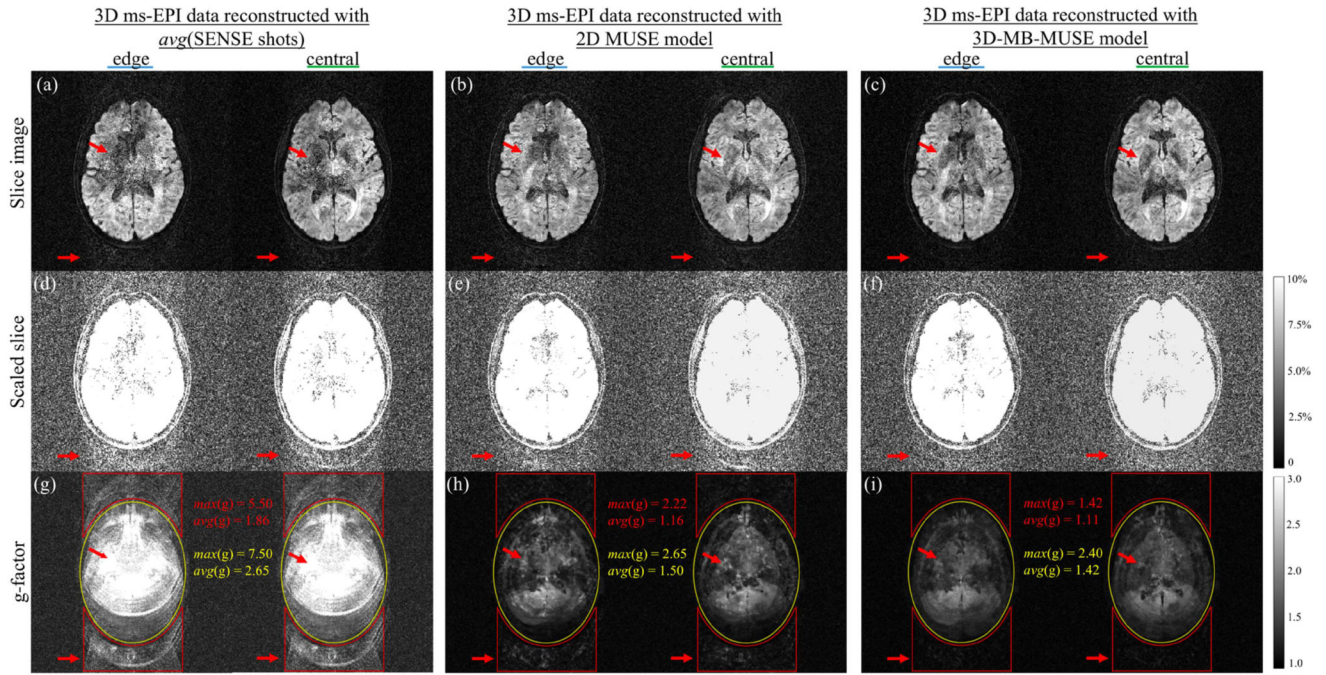 3D ms-EPI data reconstructed with
avg(SENSE shots)
edge central
3D ms-EPI data reconstructed with
2D MUSE model
edge central
3D ms-EPI data reconstructed with
3D-MB-MUSE model
edge central
Slice image
(a)
(b)
(c)
Scaled slice
(d)
(e)
(f)
10%
7.5%
5%
2.5%
0
g-factor
(g)
max(g) = 5.50
avg(g) = 1.86
max(g) = 7.50
avg(g) = 2.65
(h)
max(g) = 2.22
avg(g) = 1.16
max(g) = 2.65
avg(g) = 1.50
(i)
max(g) = 1.42
avg(g) = 1.11
max(g) = 2.40
avg(g) = 1.42
3.0
2.5
2.0
1.5
1.0